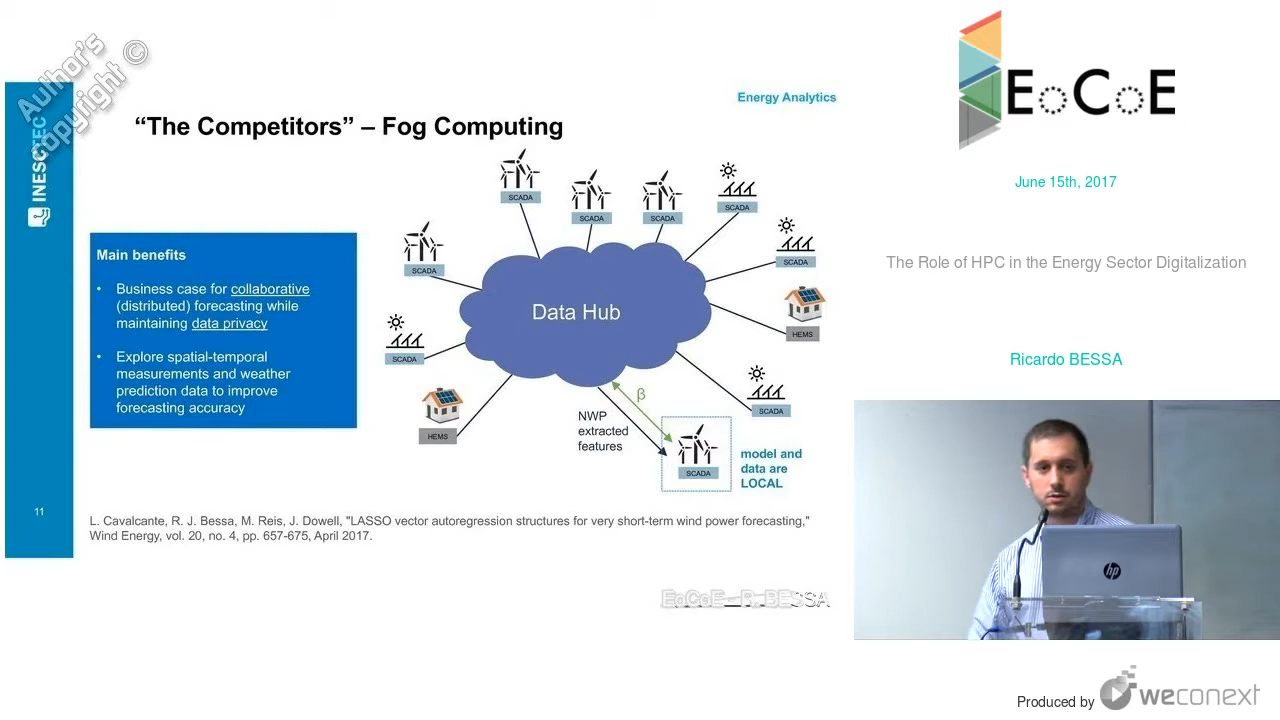 Author's
Copyright ©
INESCTEC
Energy Analytics
“The Competitors” – Fog Computing
SCADA
SCADA
SCADA
SCADA
SCADA
SCADA
Main benefits
• Business case for collaborative
(distributed) forecasting while
maintaining data privacy
• Explore spatial-temporal
measurements and weather
prediction data to improve
forecasting accuracy
Data Hub
HEMS
SCADA
HEMS
SCADA
β
NWP
extracted
features
SCADA
model and
data are
LOCAL
11
L. Cavalcante, R. J. Bessa, M. Reis, J. Dowell, "LASSO vector autoregression structures for very short-term wind power forecasting,"
Wind Energy, vol. 20, no. 4, pp. 657-675, April 2017.
EoCoE - R. BESSA
EoCoE
June 15th, 2017
The Role of HPC in the Energy Sector Digitalization
Ricardo BESSA
hp
Produced by weconext